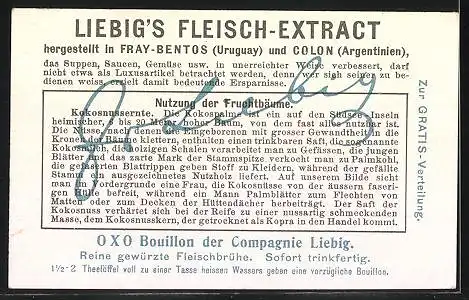 LIEBIG'S FLEISCH-EXTRACT
hergestellt in FRAY-BENTOS (Uruguay) und COLON (Argentinien),
das Suppen, Saucen, Gemüse usw. in unerreichter Weise verbessert, darf
nicht etwa als Luxusartikel betrachtet werden, denn wer sich seiner zu be-
dienen weiss, erzielt damit bedeutende Ersparnisse.
Nutzung der Fruchtbäume.
Kokosnussernte. Die Kokospalme ist ein auf den Südsee-Inseln
heimischer, bis zu 20 Meter hoher Baum, von dem fast alles nutzbar ist.
Die Nüsse, nach denen die Eingeborenen mit grosser Gewandtheit in die
Krone der Palme klettern, enthalten einen trinkbaren Saft, die sogenannte
Kokosmilch, die holzigen Schalen verarbeitet man zu Gefässen, die jungen
Blätter und das zarte Mark der Stammspitze verkocht man zu Palmkohl,
die gefaserten Blattrippen geben Stoff zu Kleidern, während der gefällte
Stamm ein ausgezeichnetes Nutzholz liefert. Auf unserem Bilde sieht
man im Vordergrunde eine Frau, die Kokosnüsse von der äussern faserigen
Hülle befreit, während ein Mann Palmblätter zum Flechten von
Matten oder zum Decken der Hüttendächer herbeiträgt. Der Saft der
Kokosnuss verhärtet sich bei der Reife zu einer nussartig schmeckenden
Masse, dem Kokosnusskern, der getrocknet als Kopra in den Handel kommt.
J v Liebig
Zur GRATIS-Verteilung.
OXO Bouillon der Compagnie Liebig.
Reine gewürzte Fleischbrühe. Sofort trinkfertig.
1½-2 Theelöffel voll zu einer Tasse heissen Wassers geben eine vorzügliche Bouillon.